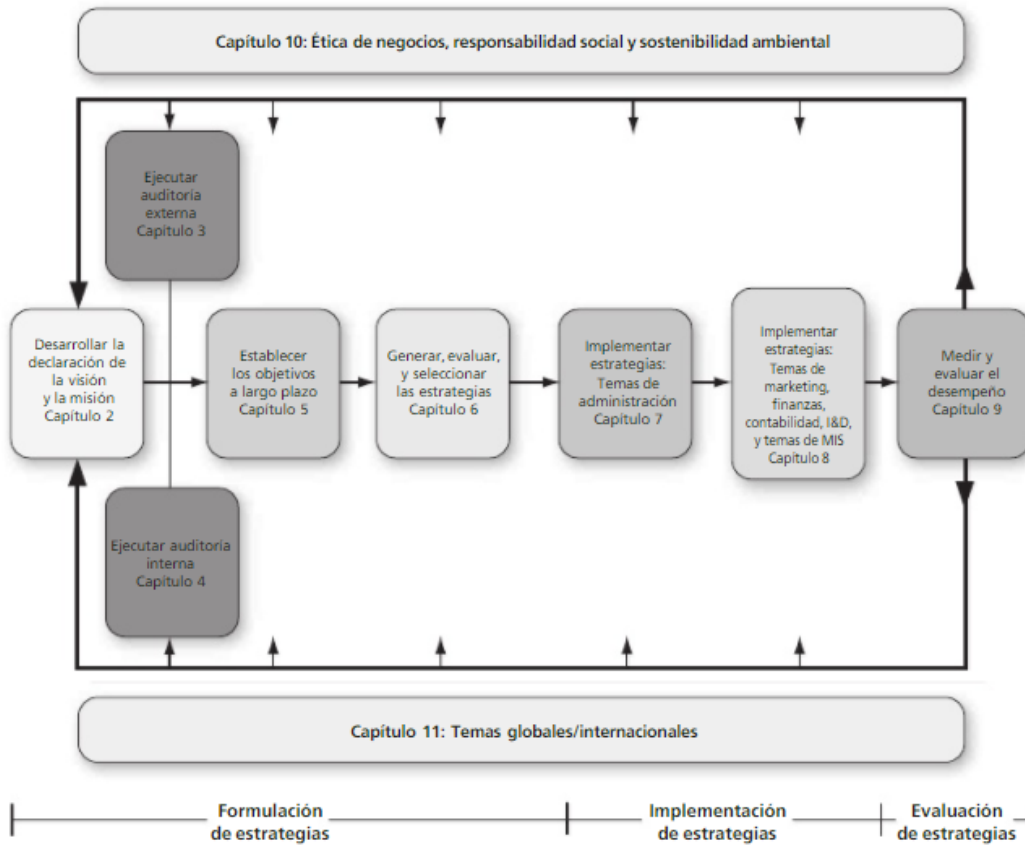 Capítulo 10: Ética de negocios, responsabilidad social y sostenibilidad ambiental
Ejecutar
auditoría
externa
Capítulo 3
Desarrollar la
declaración de
la visión
y la misión
Capítulo 2
Establecer
los objetivos
a largo plazo
Capítulo 5
Generar, evaluar,
y seleccionar
las estrategias
Capítulo 6
Implementar
estrategias:
Temas de
administración
Capítulo 7
Implementar
estrategias:
Temas de
marketing,
finanzas,
contabilidad, I&D,
y temas de MIS
Capítulo 8
Medir y
evaluar el
desempeño
Capítulo 9
Ejecutar auditoría
interna
Capítulo 4
Capítulo 11: Temas globales/internacionales
Formulación
de estrategias
Implementación
de estrategias
Evaluación
de estrategias